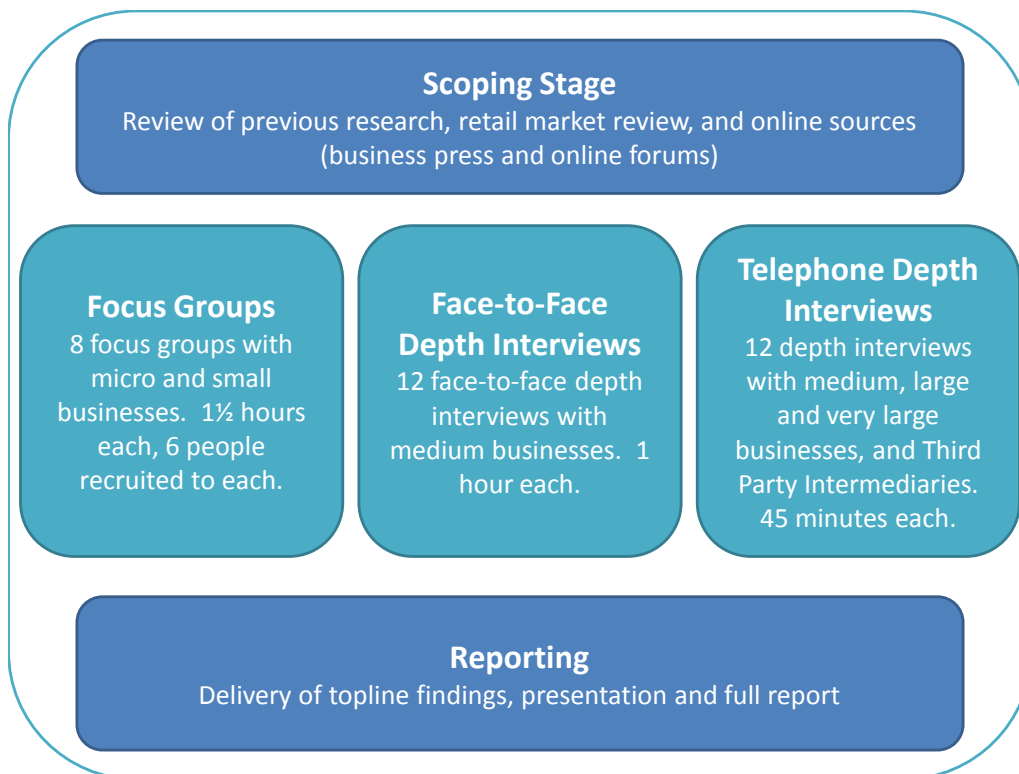 Scoping Stage
Review of previous research, retail market review, and online sources
(business press and online forums)
Focus Groups
8 focus groups with
micro and small
businesses.  1½ hours
each, 6 people
recruited to each.
Face-to-Face
Depth Interviews
12 face-to-face depth
interviews with
medium businesses.  1
hour each.
Telephone Depth
Interviews
12 depth interviews
with medium, large
and very large
businesses, and Third
Party Intermediaries.
45 minutes each.
Reporting
Delivery of topline findings, presentation and full report